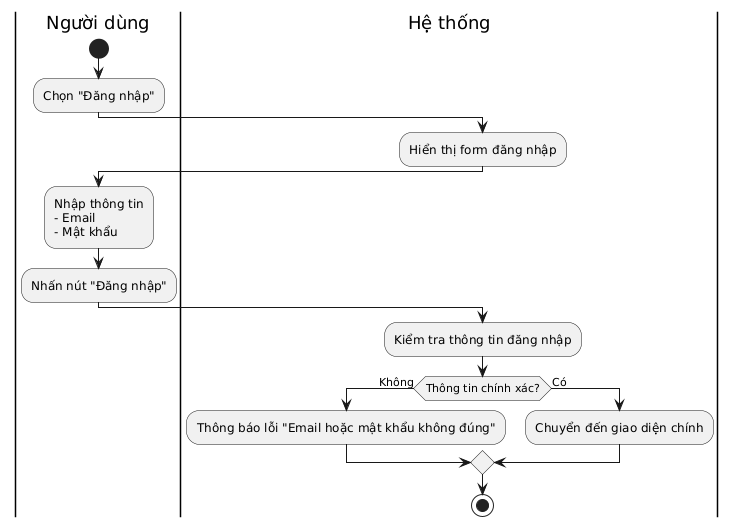 Người dùng
Hệ thống
Chọn "Đăng nhập"
Hiển thị form đăng nhập
Nhập thông tin
- Email
- Mật khẩu
Nhấn nút "Đăng nhập"
Kiểm tra thông tin đăng nhập
Thông tin chính xác?
Không
Có
Thông báo lỗi "Email hoặc mật khẩu không đúng"
Chuyển đến giao diện chính